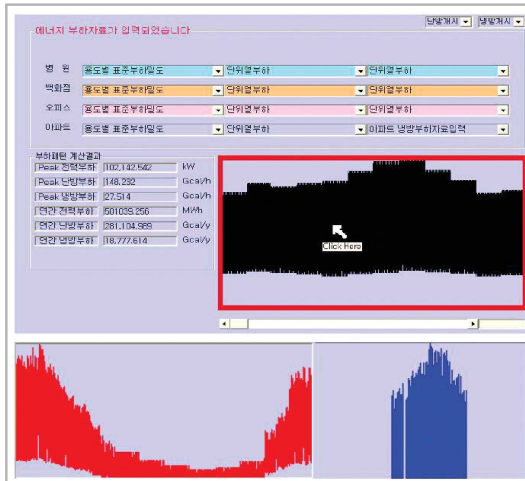 난방개시 냉방개시
에너지 부하자료가 입력되었습니다
병 원 용도별 표준부하밀도 단위열부하 단위열부하
백화점 용도별 표준부하밀도 단위열부하 단위열부하
오피스 용도별 표준부하밀도 단위열부하 단위열부하
아파트 용도별 표준부하밀도 단위열부하 아파트 냉방부하자료입력
부하패턴 계산결과
Peak 전력부하 102,142.542 kW
Peak 난방부하 148.232 Gcal/h
Peak 냉방부하 27.514 Gcal/h
연간 전력부하 501039.256 MWh
연간 난방부하 281,104.989 Gcal/y
연간 냉방부하 18,777.614 Gcal/y
Click Here